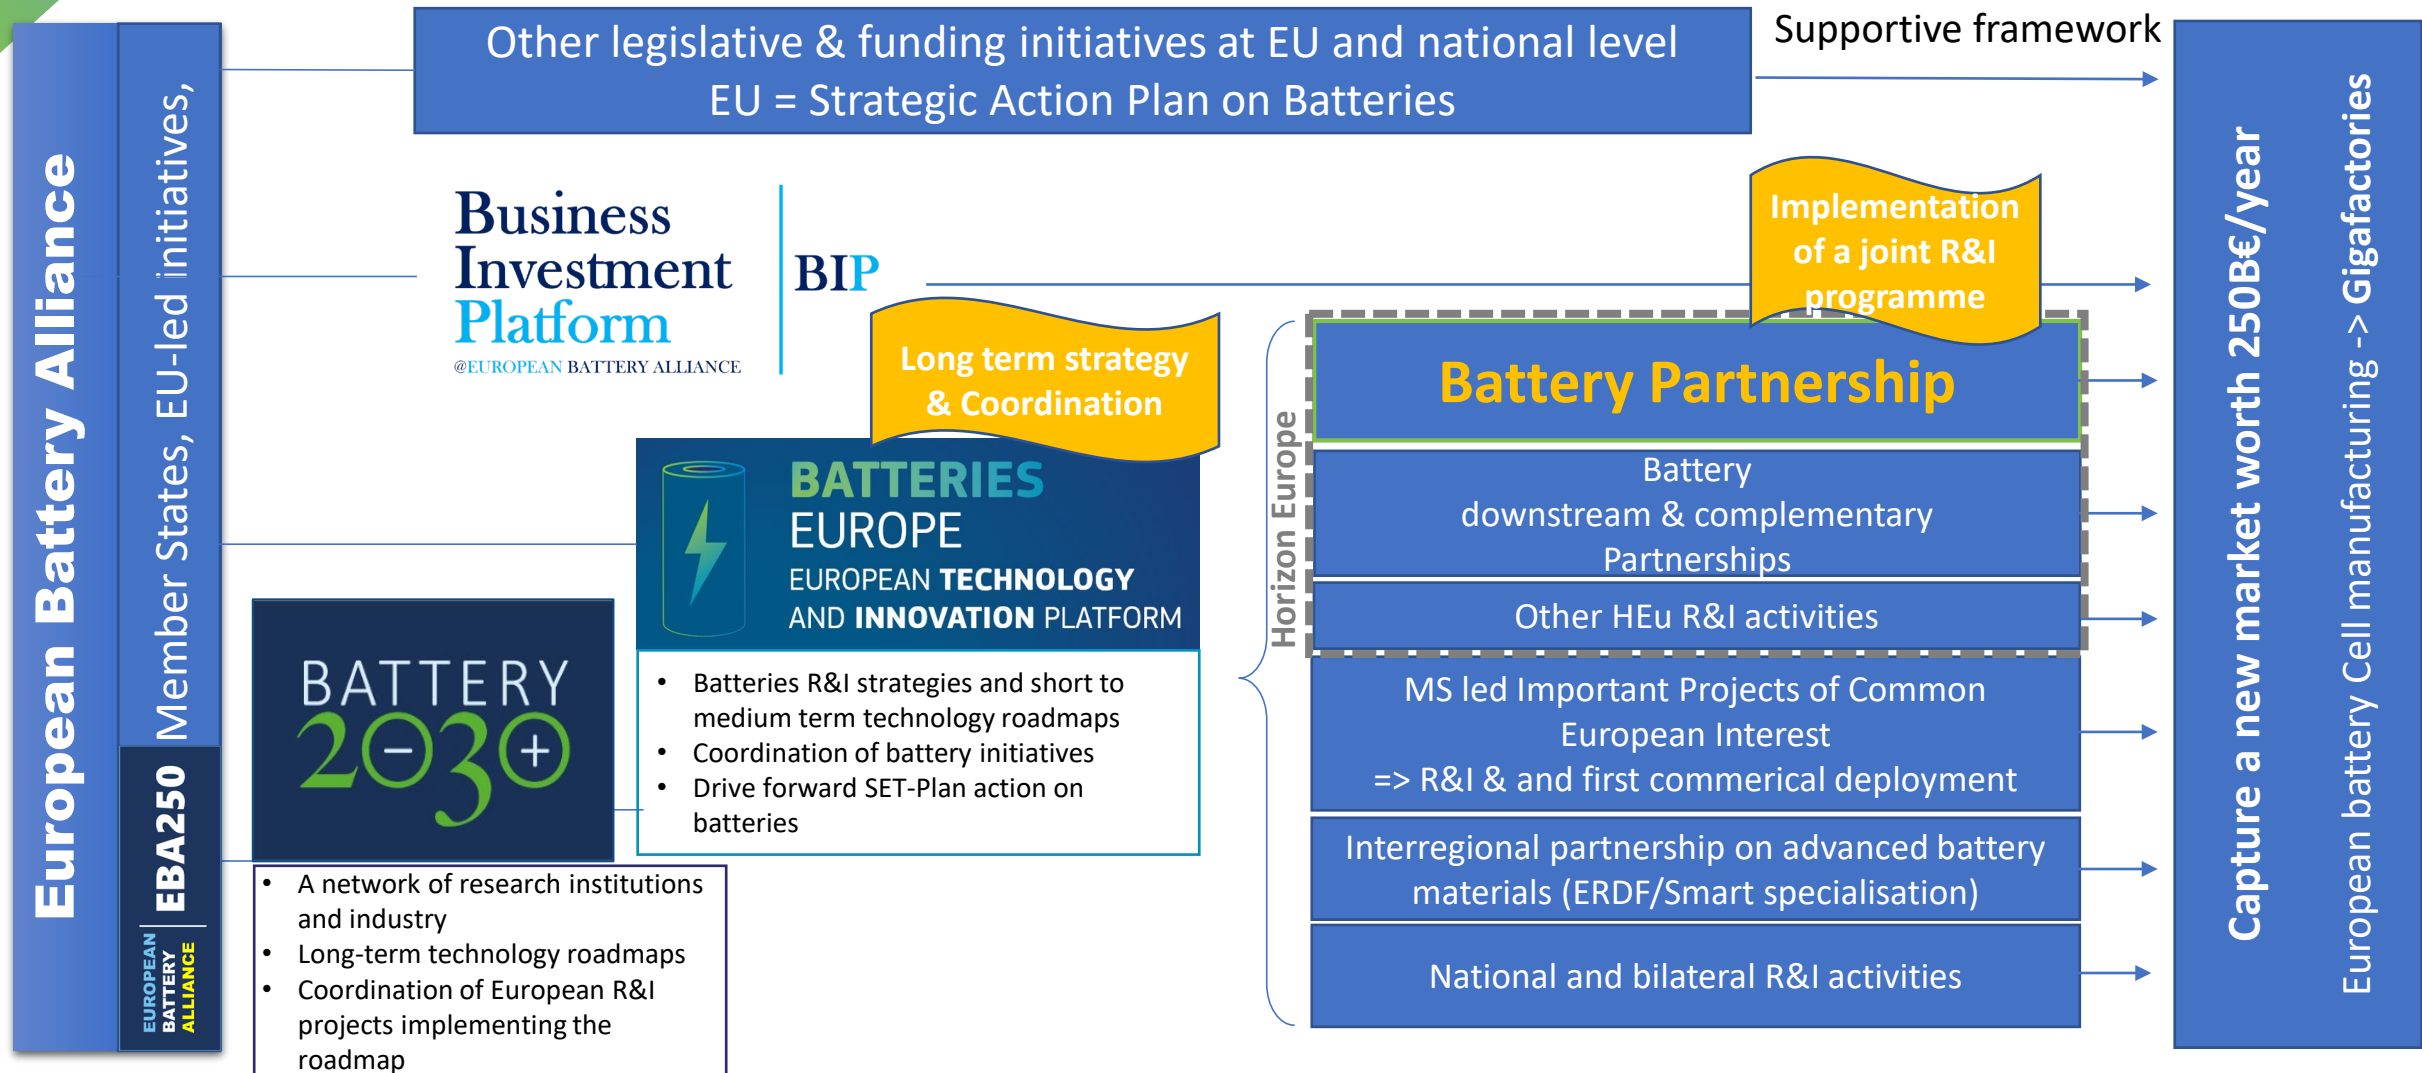 European Battery Alliance
Member States, EU-led initiatives,
EBA250
EUROPEAN
BATTERY
ALLIANCE
Other legislative & funding initiatives at EU and national level
EU = Strategic Action Plan on Batteries
Supportive framework
Business
Investment
Platform
@EUROPEAN BATTERY ALLIANCE
BIP
Long term strategy
& Coordination
BATTERIES
EUROPE
EUROPEAN TECHNOLOGY
AND INNOVATION PLATFORM
• Batteries R&I strategies and short to
medium term technology roadmaps
• Coordination of battery initiatives
• Drive forward SET-Plan action on
batteries
BATTERY
2030
• A network of research institutions
and industry
• Long-term technology roadmaps
• Coordination of European R&I
projects implementing the
roadmap
Implementation
of a joint R&I
programme
Horizon Europe
Battery Partnership
Battery
downstream & complementary
Partnerships
Other HEu R&I activities
MS led Important Projects of Common
European Interest
=> R&I & and first commerical deployment
Interregional partnership on advanced battery
materials (ERDF/Smart specialisation)
National and bilateral R&I activities
Capture a new market worth 250B€/year
European battery Cell manufacturing -> Gigafactories